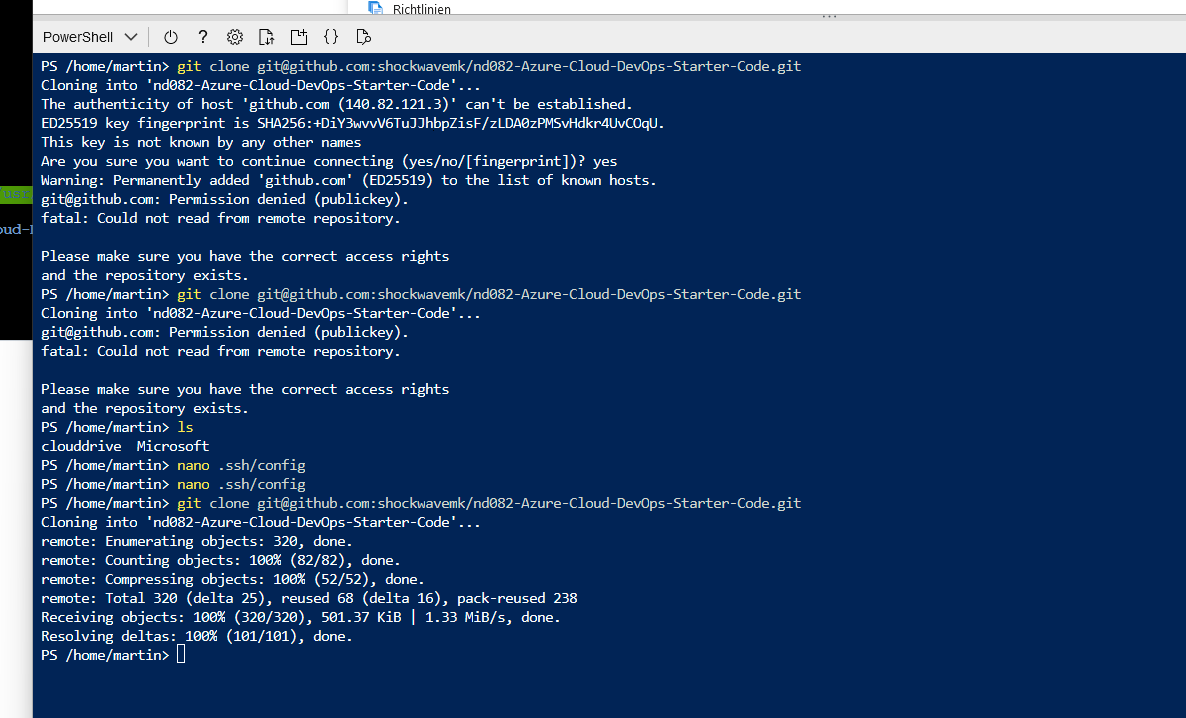 Richtlinien
PowerShell
PS /home/martin> git clone git@github.com:shockwavemk/nd082-Azure-Cloud-DevOps-Starter-Code.git
Cloning into 'nd082-Azure-Cloud-DevOps-Starter-Code'...
The authenticity of host 'github.com (140.82.121.3)' can't be established.
ED25519 key fingerprint is SHA256:+DiY3wvvV6TuJJhbpZisF/zLDA0zPMSvHdkr4UvCOqU.
This key is not known by any other names
Are you sure you want to continue connecting (yes/no/[fingerprint])? yes
Warning: Permanently added 'github.com' (ED25519) to the list of known hosts.
git@github.com: Permission denied (publickey).
fatal: Could not read from remote repository.

Please make sure you have the correct access rights
and the repository exists.
PS /home/martin> git clone git@github.com:shockwavemk/nd082-Azure-Cloud-DevOps-Starter-Code.git
Cloning into 'nd082-Azure-Cloud-DevOps-Starter-Code'...
git@github.com: Permission denied (publickey).
fatal: Could not read from remote repository.

Please make sure you have the correct access rights
and the repository exists.
PS /home/martin> ls
clouddrive  Microsoft
PS /home/martin> nano .ssh/config
PS /home/martin> nano .ssh/config
PS /home/martin> git clone git@github.com:shockwavemk/nd082-Azure-Cloud-DevOps-Starter-Code.git
Cloning into 'nd082-Azure-Cloud-DevOps-Starter-Code'...
remote: Enumerating objects: 320, done.
remote: Counting objects: 100% (82/82), done.
remote: Compressing objects: 100% (52/52), done.
remote: Total 320 (delta 25), reused 68 (delta 16), pack-reused 238
Receiving objects: 100% (320/320), 501.37 KiB | 1.33 MiB/s, done.
Resolving deltas: 100% (101/101), done.
PS /home/martin>